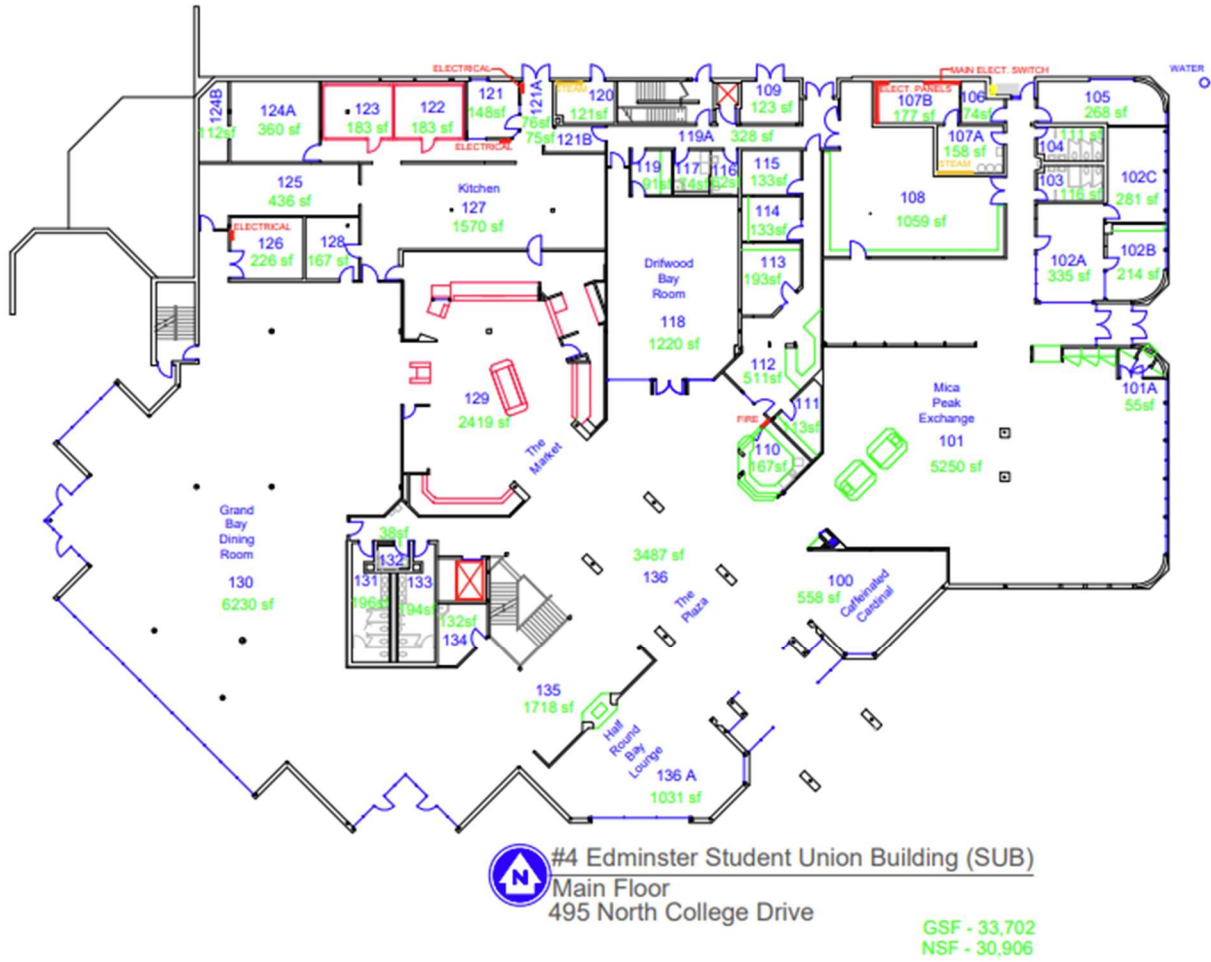 ELECTRICAL
MAIN ELECT. SWITCH
WATER
124B
112sf
124A
360 sf
123
183 sf
122
183 sf
121
148sf
121A
76sf
75sf
STEAM
120
121sf
121B
ELECTRICAL
109
123 sf
119A
328 sf
ELECT. PANELS
107B
177 sf
106
74sf
107A
158 sf
STEAM
105
268 sf
111 sf
104
103
116 sf
102C
281 sf
102B
214 sf
102A
335 sf
125
436 sf
Kitchen
127
1570 sf
119
91sf
117
74sf
116
115
133sf
114
133sf
113
193sf
108
1059 sf
ELECTRICAL
126
226 sf
128
167 sf
Drifwood
Bay
Room
118
1220 sf
112
511sf
111
113sf
FIRE
110
167sf
129
2419 sf
The
Market
Mica
Peak
Exchange
101
5250 sf
101A
55sf
Grand
Bay
Dining
Room
130
6230 sf
38sf
132
131
196sf
133
194sf
132sf
134
3487 sf
136
The
Plaza
100
558 sf
Caffeinated
Cardinal
135
1718 sf
Half
Round
Bay
Lounge
136 A
1031 sf
N
#4 Edminster Student Union Building (SUB)
Main Floor
495 North College Drive
GSF - 33,702
NSF - 30,906